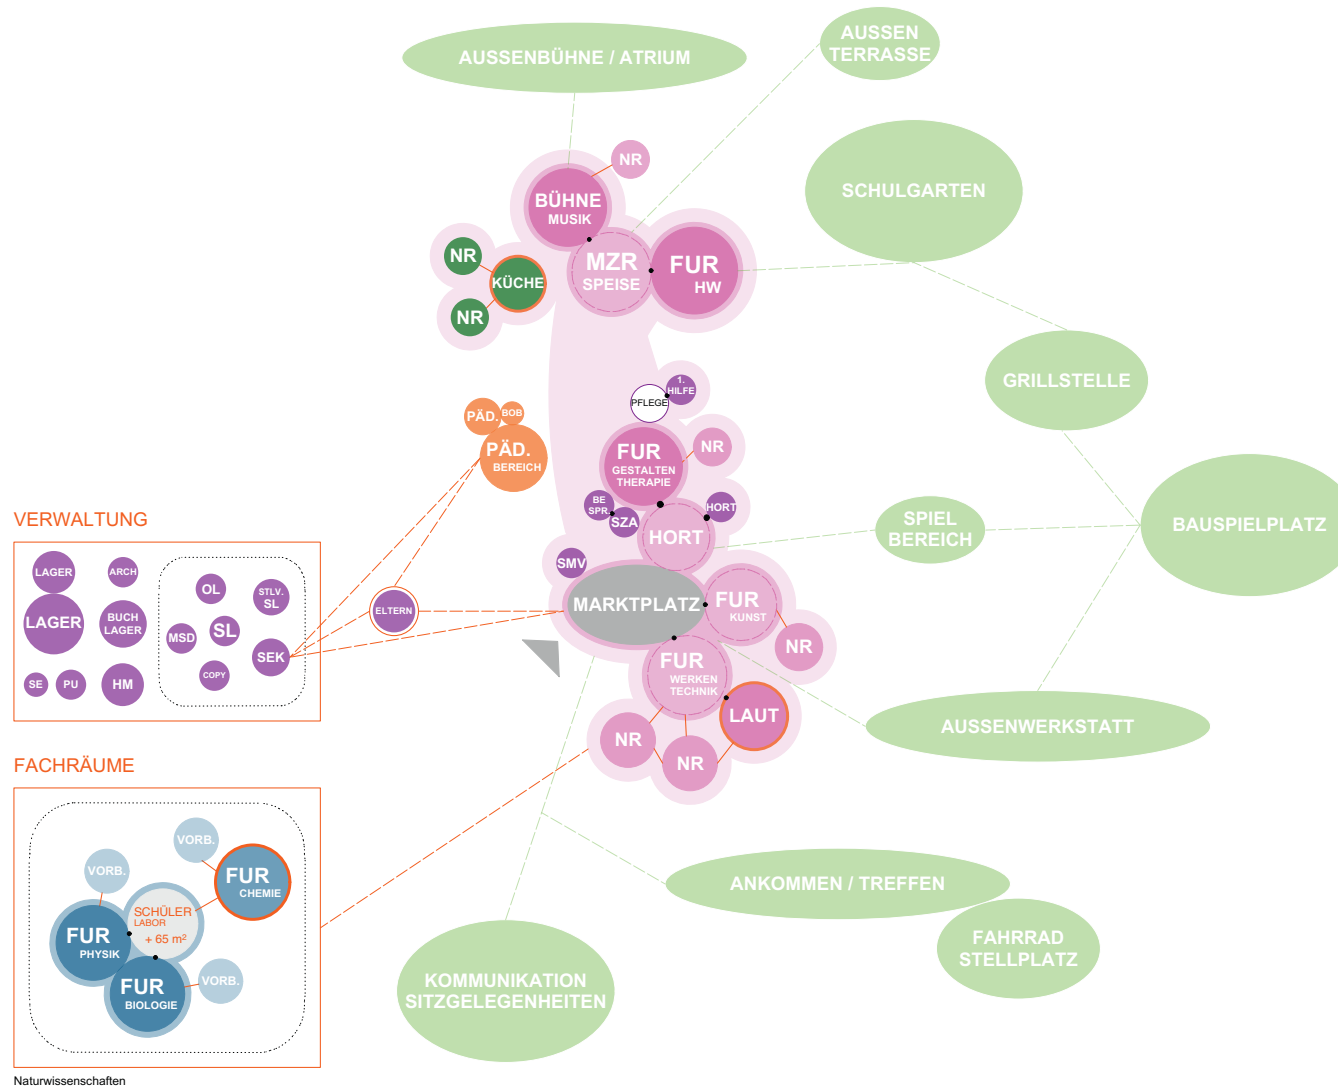 AUSSENBÜHNE / ATRIUM
AUSSEN
TERRASSE
SCHULGARTEN
NR
BÜHNE
MUSIK
NR
KÜCHE
NR
MZR
SPEISE
FUR
HW
GRILLSTELLE
1.
HILFE
PFLEGE
PÄD.
BOB
PÄD.
BEREICH
FUR
GESTALTEN
THERAPIE
NR
BE
SPR.
SZA
HORT
HORT
SPIEL
BEREICH
BAUSPIELPLATZ
SMV
MARKTPLATZ
FUR
KUNST
NR
FUR
WERKEN
TECHNIK
LAUT
NR
NR
AUSSENWERKSTATT
VERWALTUNG
LAGER
ARCH
LAGER
BUCH
LAGER
SE
PU
HM
OL
STLV.
SL
MSD
SL
SEK
COPY
ELTERN
FACHRÄUME
VORB.
VORB.
FUR
CHEMIE
SCHÜLER
LABOR
+ 65 m²
FUR
PHYSIK
FUR
BIOLOGIE
VORB.
Naturwissenschaften
ANKOMMEN / TREFFEN
FAHRRAD
STELLPLATZ
KOMMUNIKATION
SITZGELEGENHEITEN